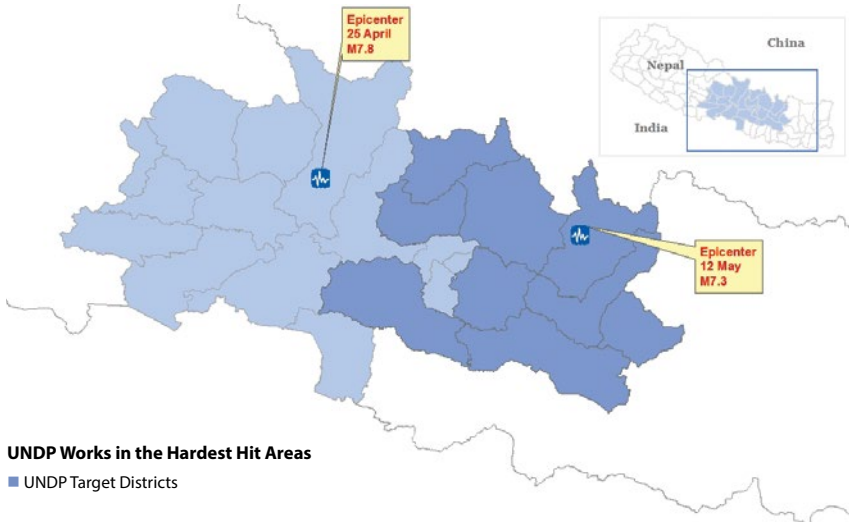 Epicenter
25 April
M7.8
China
Nepal
India
Epicenter
12 May
M7.3
UNDP Works in the Hardest Hit Areas
UNDP Target Districts